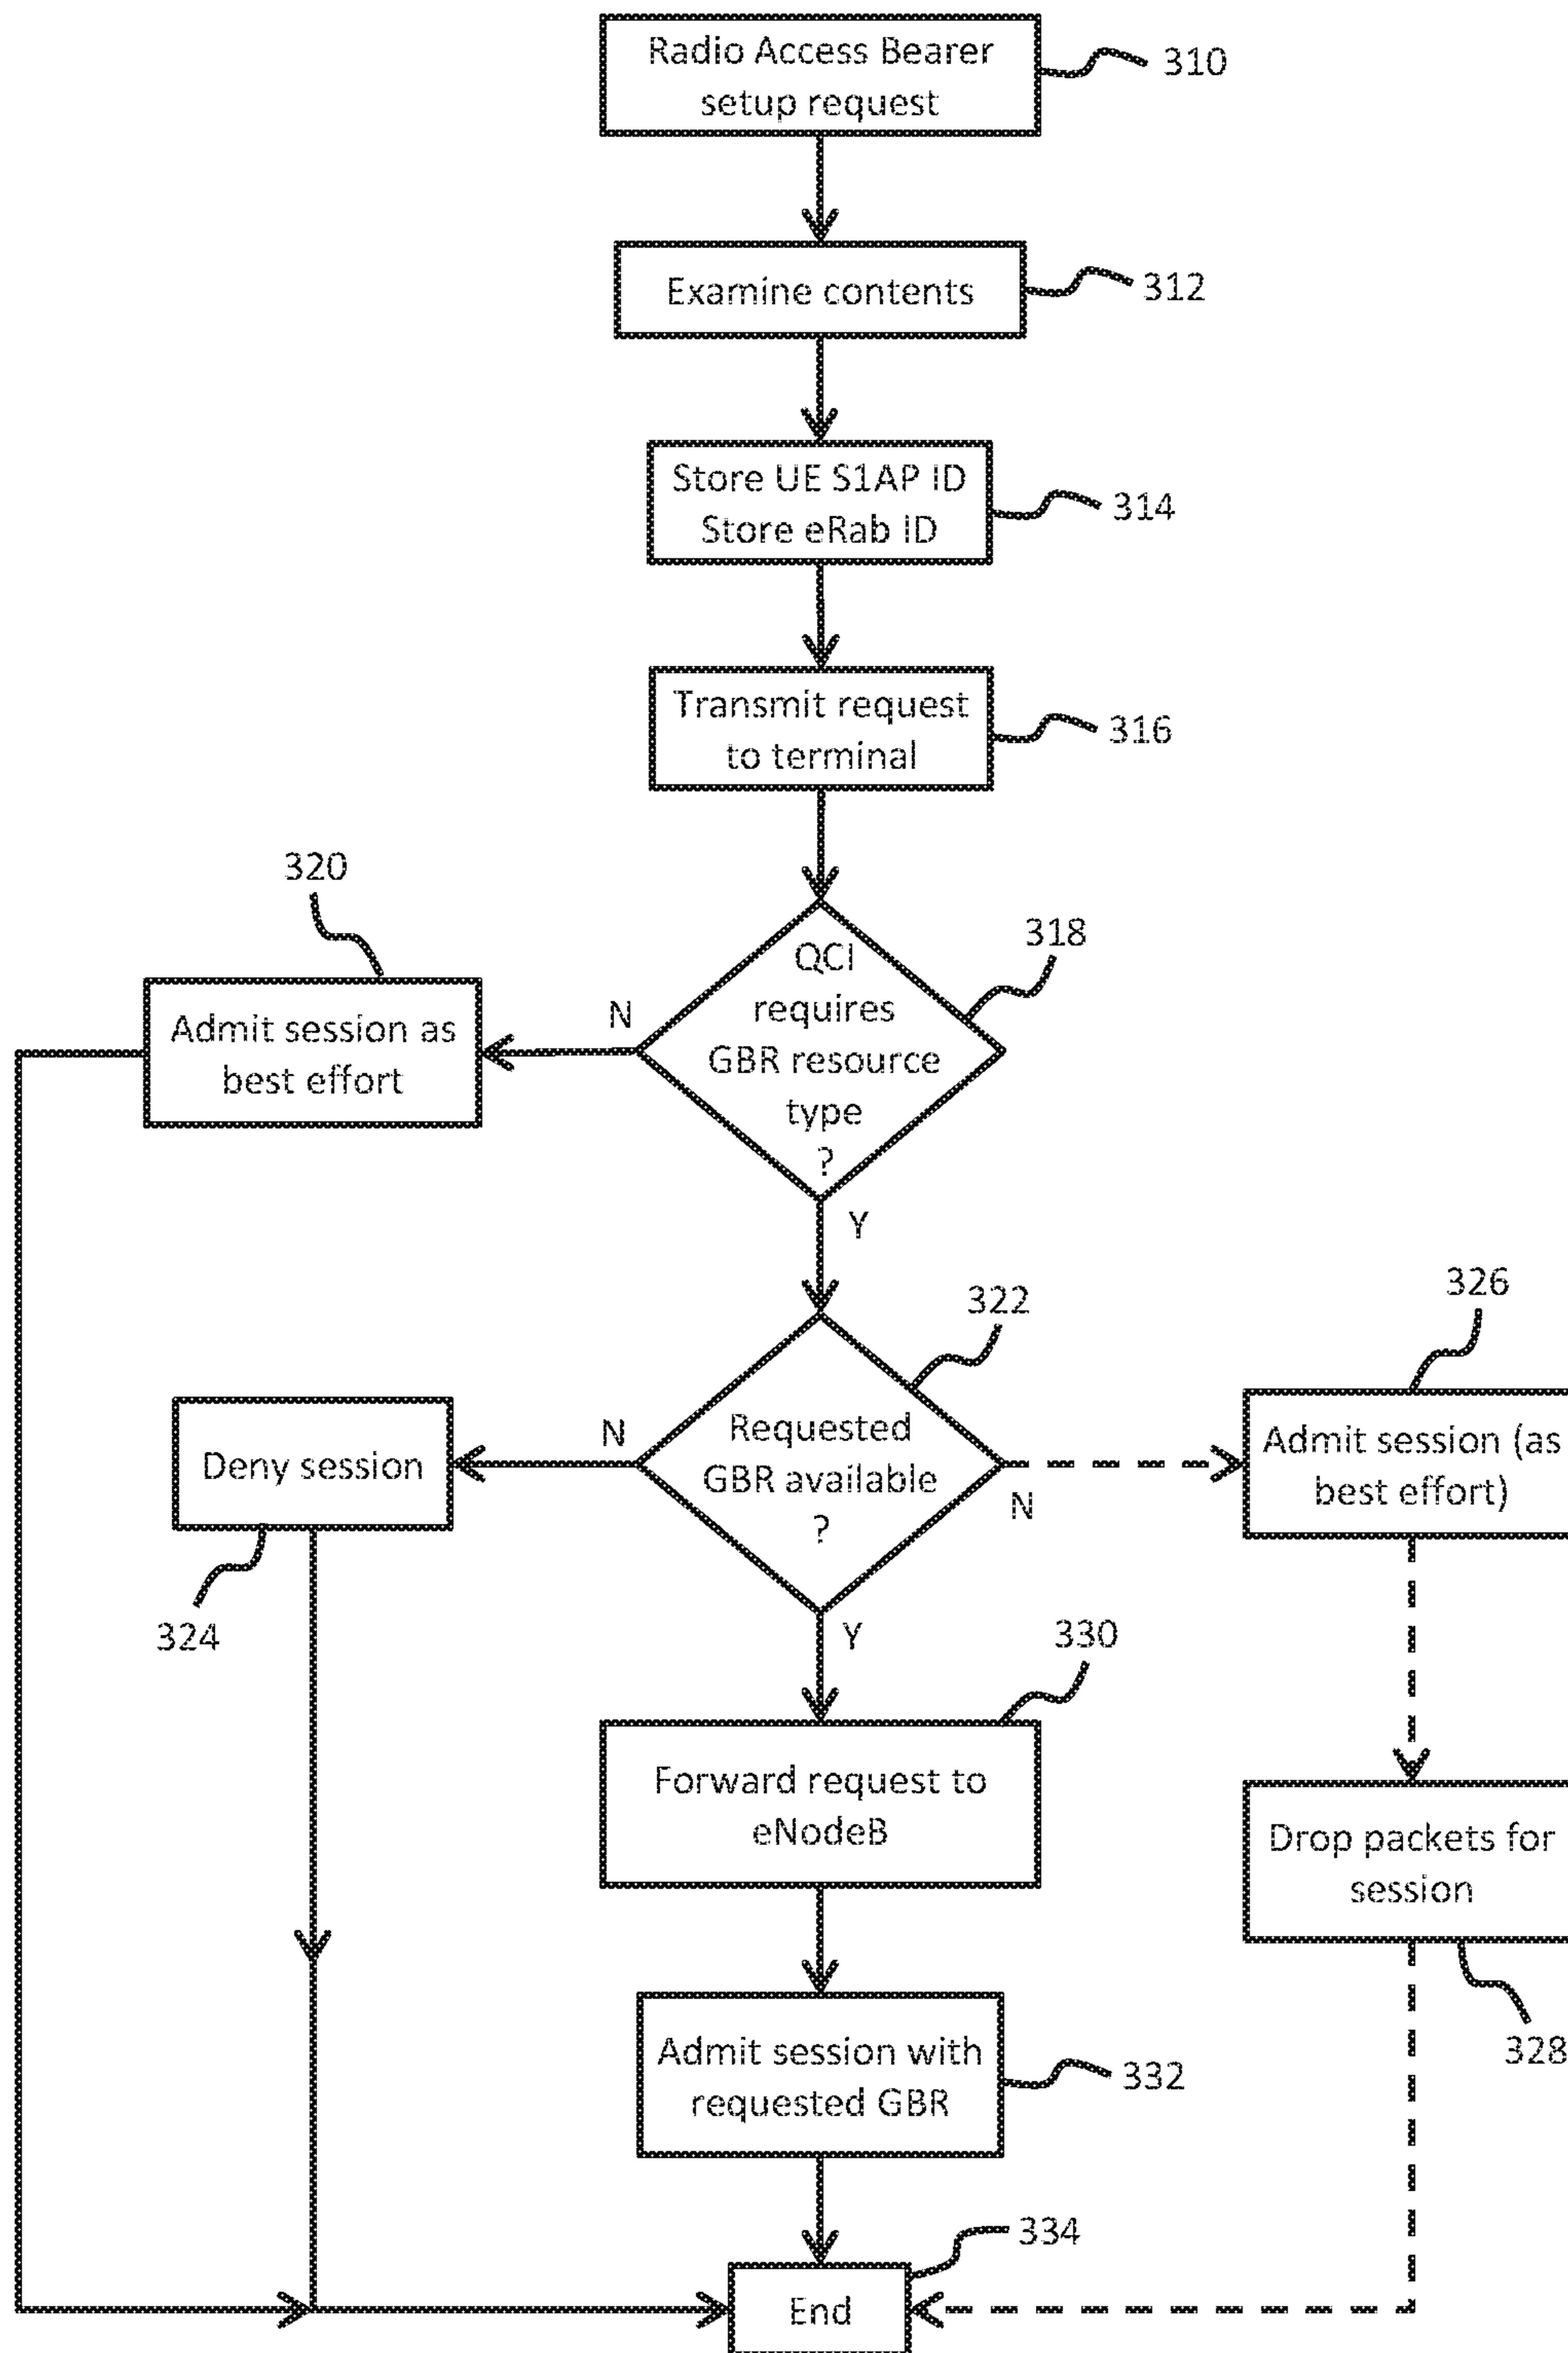 Radio Access Bearer
setup request
310
Examine contents
312
Store UE S1AP ID
Store eRab ID
314
Transmit request
to terminal
316
320
318
QCI
requires
GBR resource
type
?
N
Admit session as
best effort
Y
326
322
Requested
GBR available
?
N
N
Deny session
Admit session (as
best effort)
324
Y
330
Forward request to
eNodeB
Drop packets for
session
328
Admit session with
requested GBR
332
334
End